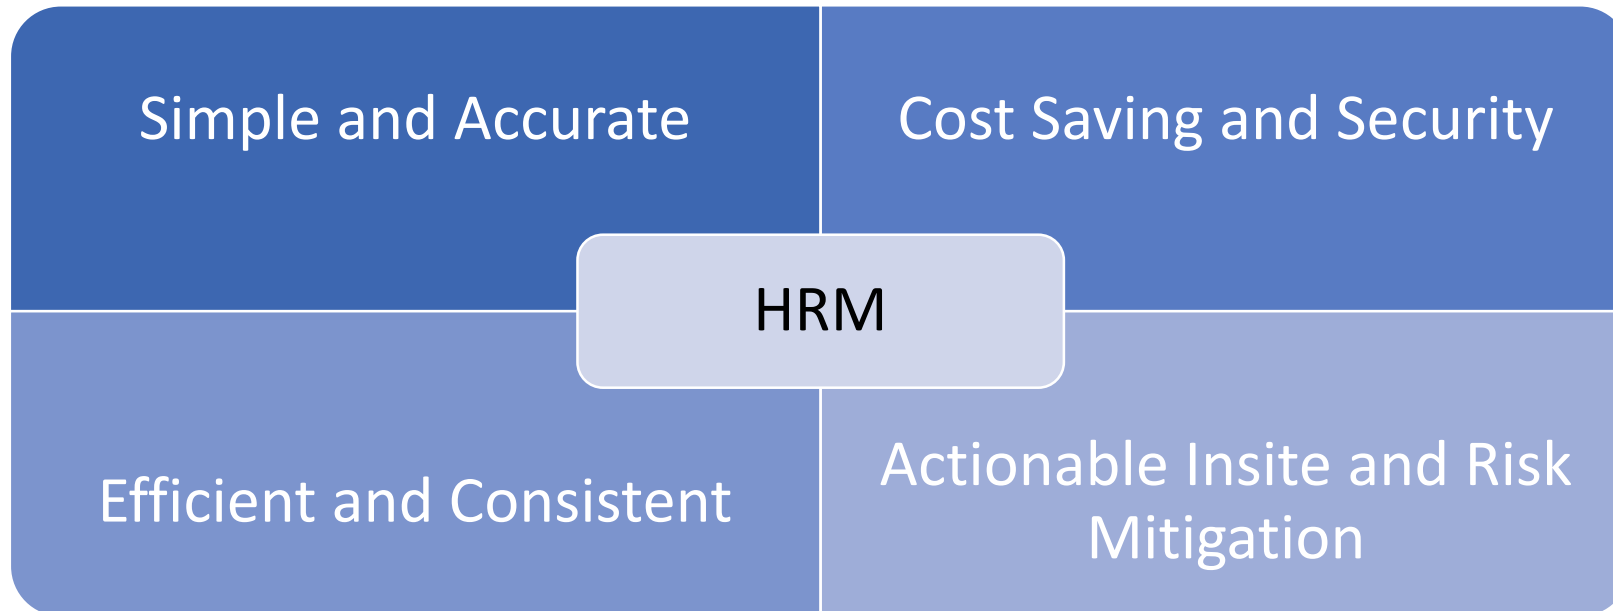 Simple and Accurate
Cost Saving and Security
HRM
Efficient and Consistent
Actionable Insite and Risk
Mitigation